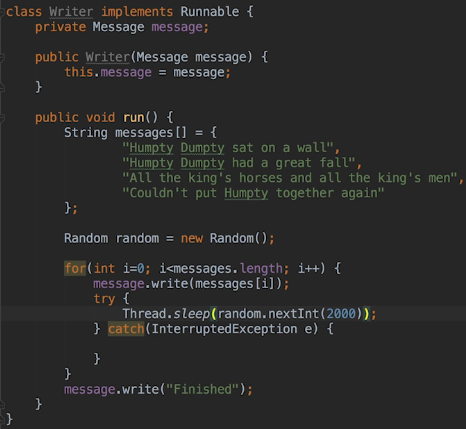 class Writer implements Runnable {
    private Message message;

    public Writer(Message message) {
        this.message = message;
    }

    public void run() {
        String messages[] = {
                "Humpty Dumpty sat on a wall",
                "Humpty Dumpty had a great fall",
                "All the king's horses and all the king's men",
                "Couldn't put Humpty together again"
        };

        Random random = new Random();

        for(int i=0; i<messages.length; i++) {
            message.write(messages[i]);
            try {
                Thread.sleep(random.nextInt(2000));
            } catch(InterruptedException e) {

            }
        }
        message.write("Finished");
    }
}